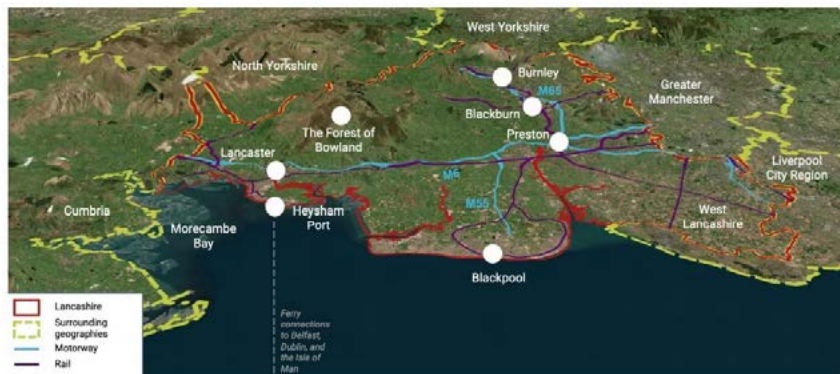 West Yorkshire
North Yorkshire
Burnley
M65
Greater
Manchester
Blackburn
The Forest of
Bowland
Preston
Lancaster
Liverpool
City Region
M6
Cumbria
Heysham
Port
M55
West
Lancashire
Morecambe
Bay
Blackpool
Lancashire
Surrounding
geographies
Motorway
Rail
Ferry
connections
to Belfast,
Dublin, and
the Isle of
Man